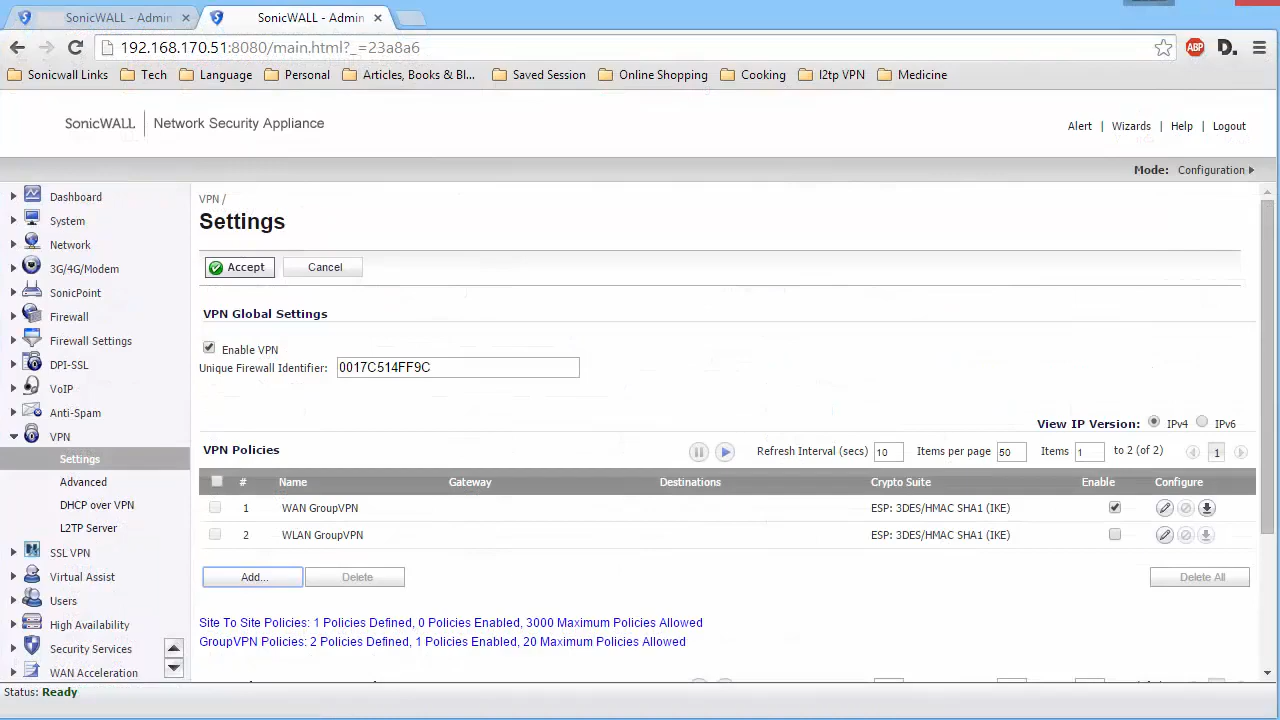 SonicWALL - Admin
SonicWALL - Admin
192.168.170.51:8080/main.html?_=23a8a6
ABP
D.
Sonicwall Links
Tech
Language
Personal
Articles, Books & Bl...
Saved Session
Online Shopping
Cooking
l2tp VPN
Medicine
SonicWALL | Network Security Appliance
Alert | Wizards | Help | Logout
Mode: Configuration
Dashboard
System
Network
3G/4G/Modem
SonicPoint
Firewall
Firewall Settings
DPI-SSL
VoIP
Anti-Spam
VPN
Settings
Advanced
DHCP over VPN
L2TP Server
SSL VPN
Virtual Assist
Users
High Availability
Security Services
WAN Acceleration
VPN /
Settings
Accept
Cancel
VPN Global Settings
Enable VPN
Unique Firewall Identifier: 0017C514FF9C
View IP Version: IPv4 IPv6
VPN Policies
Refresh Interval (secs) 10 Items per page 50 Items 1 to 2 (of 2) 1
# Name Gateway Destinations Crypto Suite Enable Configure
1 WAN GroupVPN ESP: 3DES/HMAC SHA1 (IKE)
2 WLAN GroupVPN ESP: 3DES/HMAC SHA1 (IKE)
Add... Delete Delete All
Site To Site Policies: 1 Policies Defined, 0 Policies Enabled, 3000 Maximum Policies Allowed
GroupVPN Policies: 2 Policies Defined, 1 Policies Enabled, 20 Maximum Policies Allowed
Status: Ready